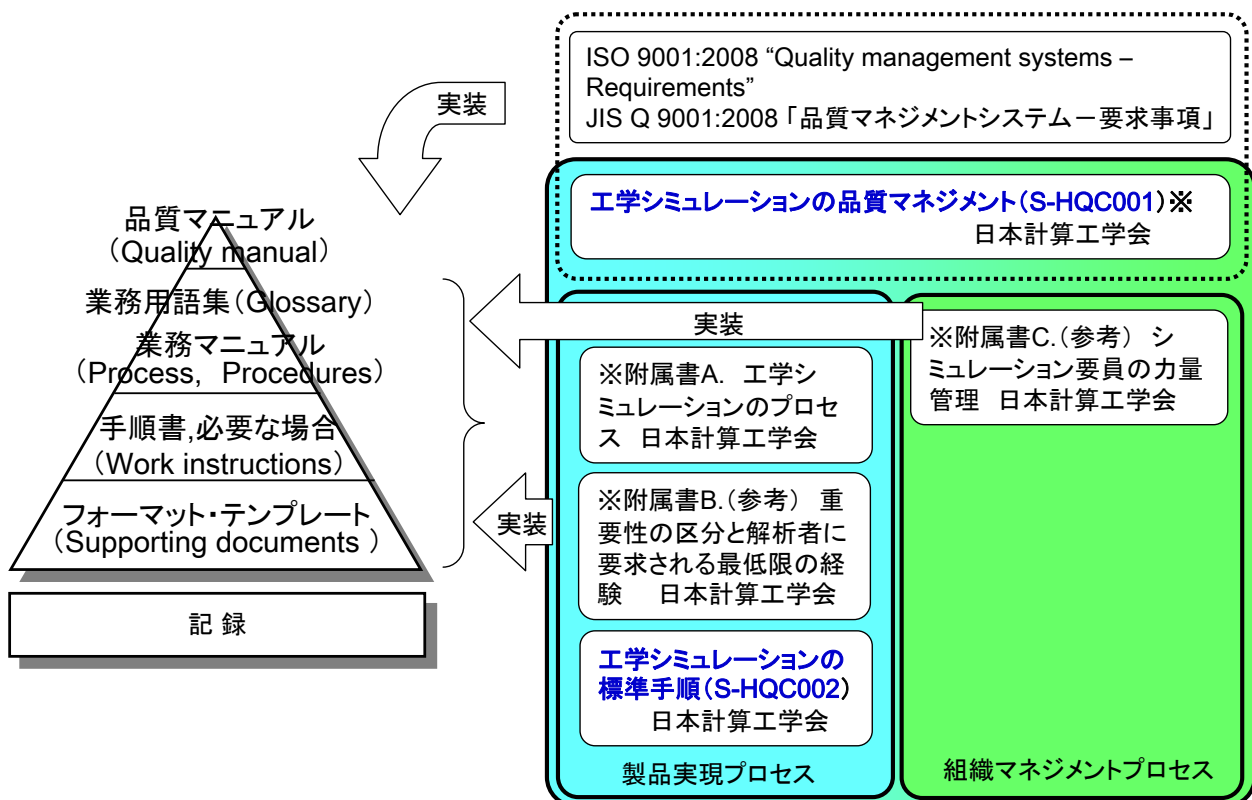 ISO 9001:2008 “Quality management systems –
Requirements”
JIS Q 9001:2008「品質マネジメントシステム－要求事項」
実装
工学シミュレーションの品質マネジメント(S-HQC001)※
日本計算工学会
品質マニュアル
(Quality manual)
業務用語集(Glossary)
業務マニュアル
(Process, Procedures)
手順書,必要な場合
(Work instructions)
フォーマット・テンプレート
(Supporting documents )
記 録
実装
実装
※附属書A. 工学シ
ミュレーションのプロセ
ス 日本計算工学会
※附属書B.(参考) 重
要性の区分と解析者に
要求される最低限の経
験 日本計算工学会
工学シミュレーションの
標準手順(S-HQC002)
日本計算工学会
製品実現プロセス
※附属書C.(参考) シ
ミュレーション要員の力量
管理 日本計算工学会
組織マネジメントプロセス